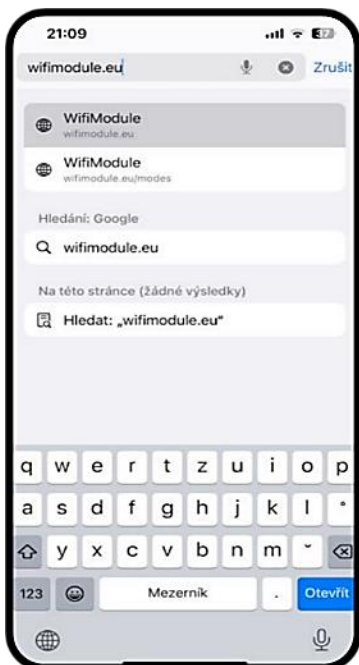 21:09 37
wifimodule.eu Zrušit
WifiModule
wifimodule.eu
WifiModule
wifimodule.eu/modes
Hledání: Google
wifimodule.eu
Na této stránce (žádné výsledky)
Hledat: „wifimodule.eu“
q w e r t z u i o p
a s d f g h j k l °
y x c v b n m ˇ
123 Mezerník . Otevřít